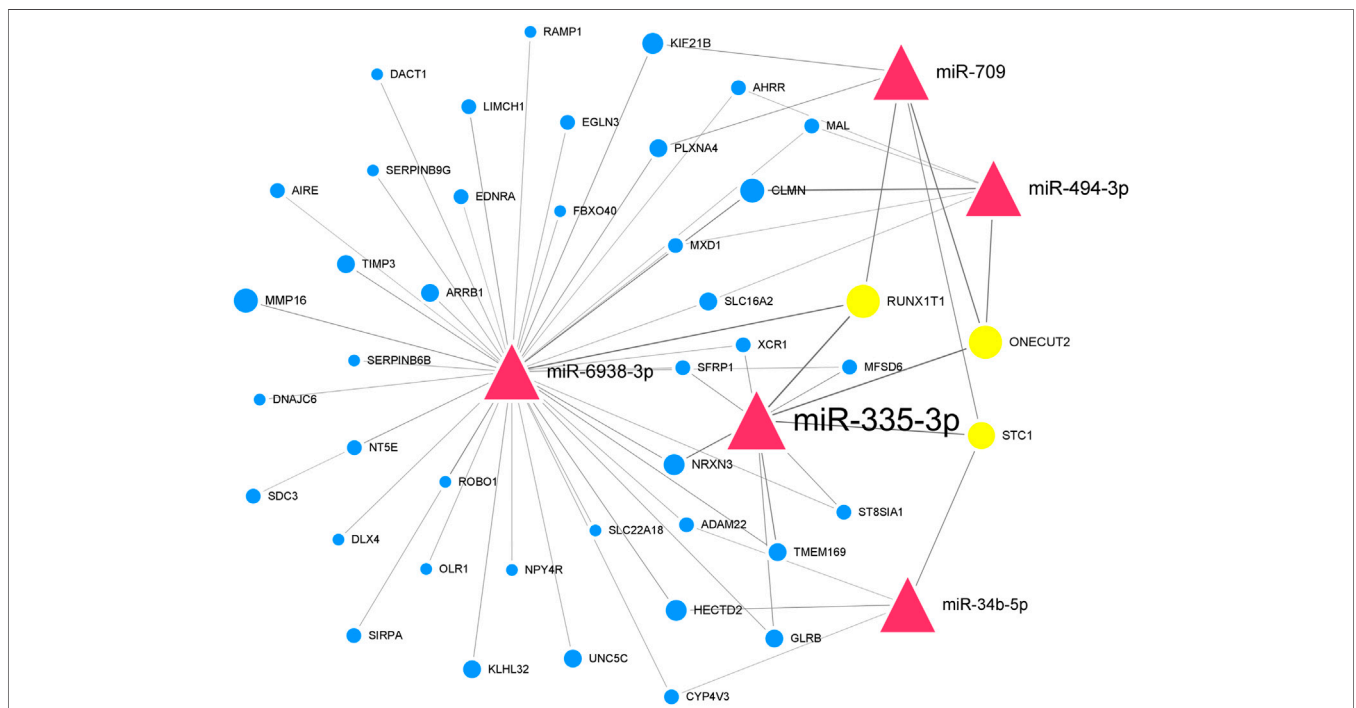 RAMP1
KIF21B
DACT1
miR-709
AHRR
LIMCH1
EGLN3
MAL
PLXNA4
SERPINB9G
AIRE
EDNRA
CLMN
miR-494-3p
FBXO40
MXD1
TIMP3
ARRB1
MMP16
SLC16A2
RUNX1T1
ONECUT2
XCR1
SERPINB6B
miR-6938-3p
SFRP1
MFSD6
DNAJC6
miR-335-3p
STC1
NT5E
NRXN3
ROBO1
SDC3
ST8SIA1
ADAM22
SLC22A18
DLX4
TMEM169
OLR1
NPY4R
miR-34b-5p
HECTD2
SIRPA
GLRB
UNC5C
KLHL32
CYP4V3